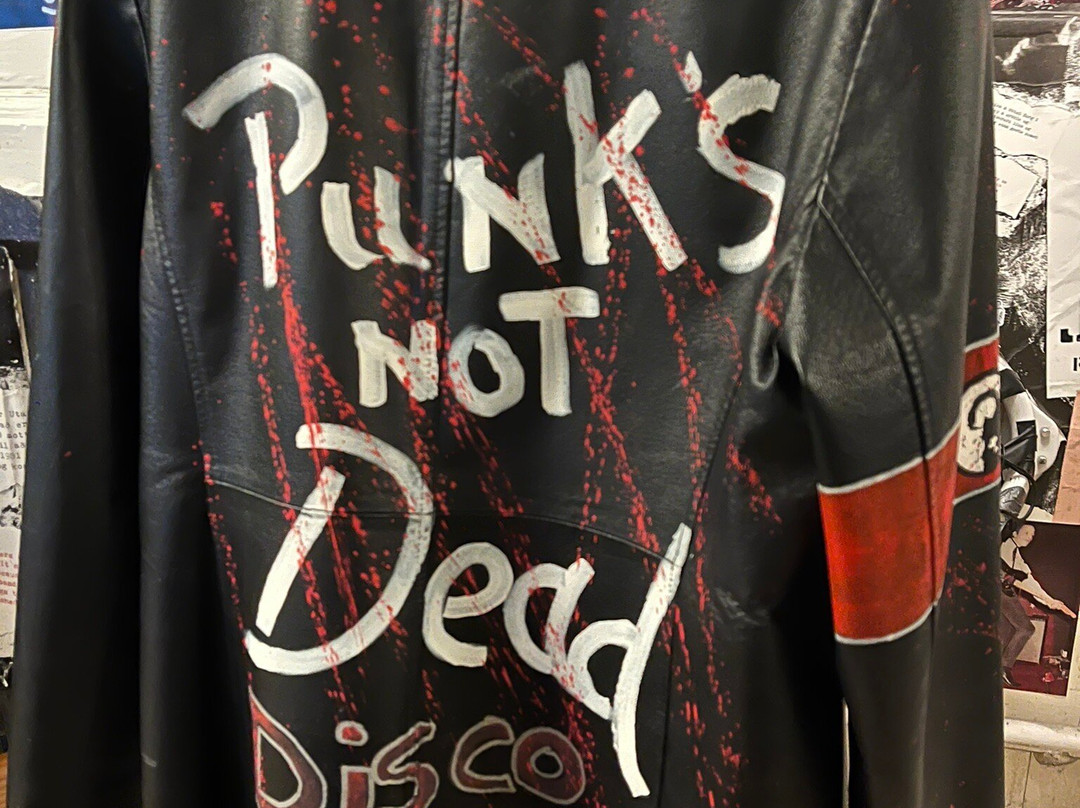 Punk's
NOT
Dead
Disco